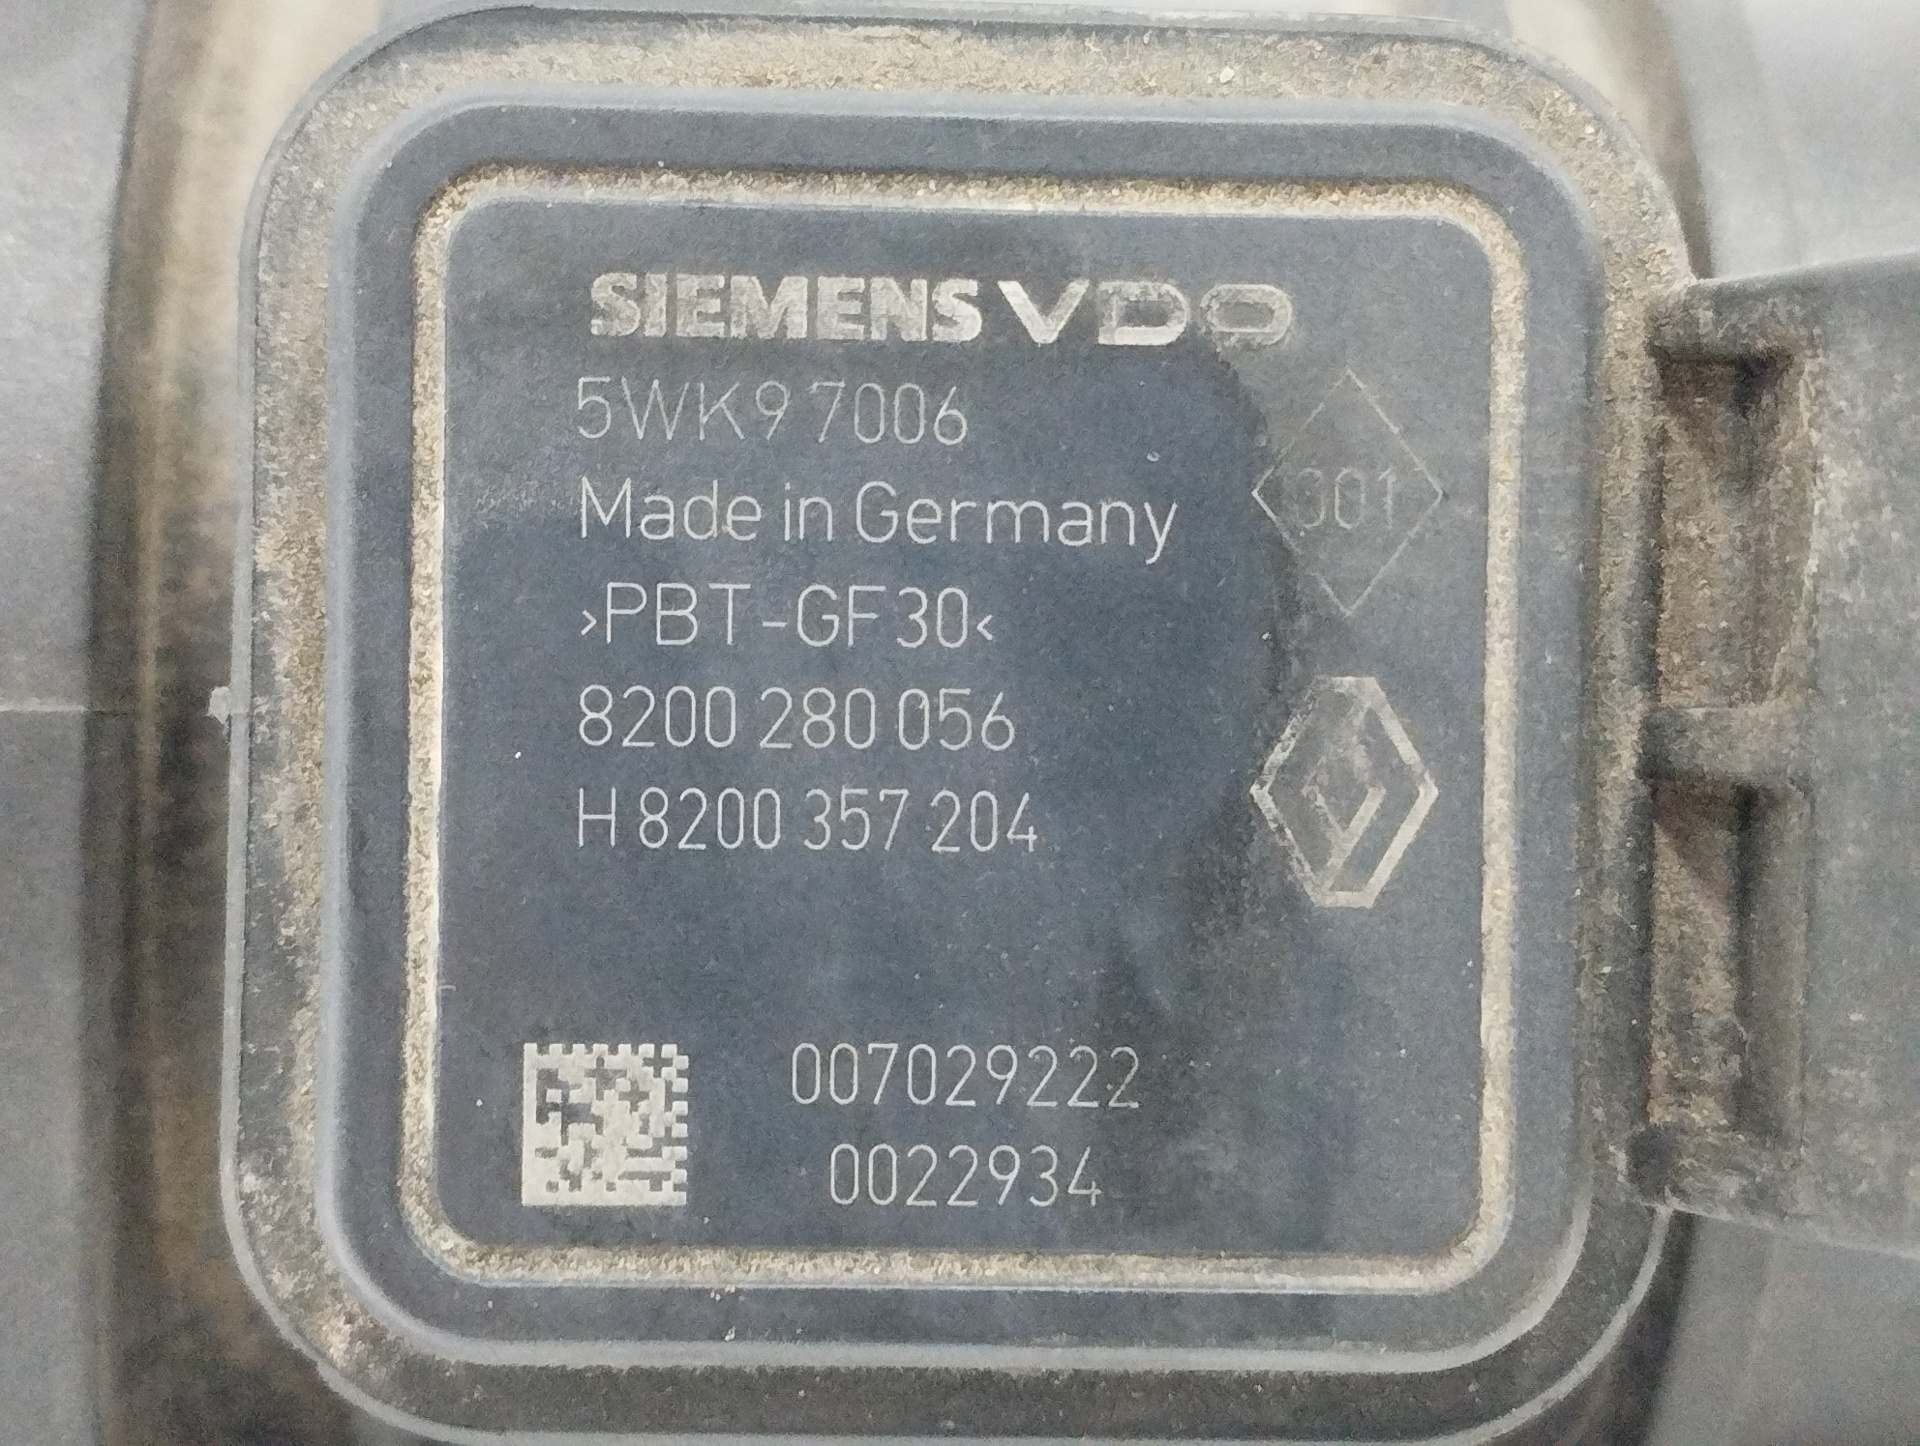 SIEMENS VDO
5WK9 7006
Made in Germany
001
>PBT-GF30<
8200 280 056
H 8200 357 204
007029222
0022934